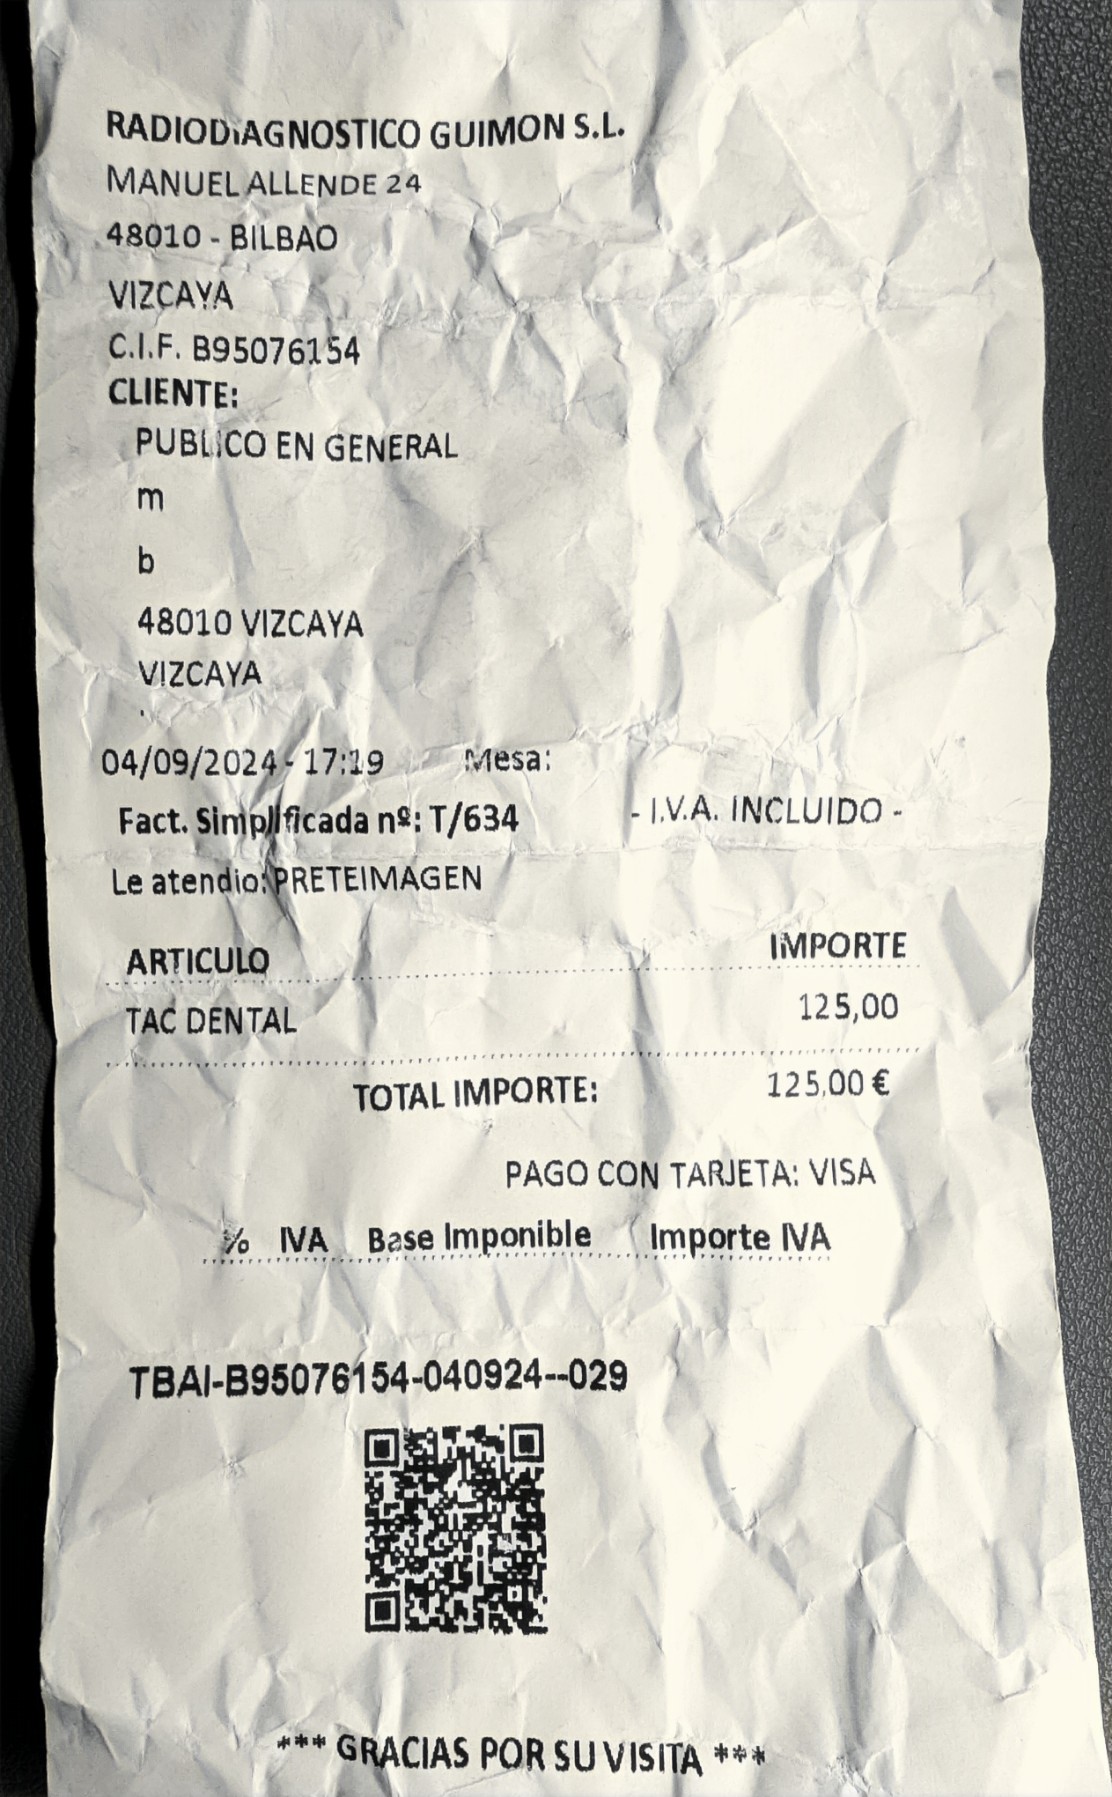 RADIODIAGNOSTICO GUIMON S.L.
MANUEL ALLENDE 24
48010 - BILBAO
VIZCAYA
C.I.F. B95076154
CLIENTE:
PUBLICO EN GENERAL
m
b
48010 VIZCAYA
VIZCAYA
04/09/2024 - 17:19 Mesa:
Fact. Simplificada nº: T/634 - I.V.A. INCLUIDO -
Le atendio: PRETEIMAGEN
ARTICULO IMPORTE
TAC DENTAL 125,00
TOTAL IMPORTE: 125,00 €
PAGO CON TARJETA: VISA
% IVA Base Imponible Importe IVA
TBAI-B95076154-040924--029
*** GRACIAS POR SU VISITA ***